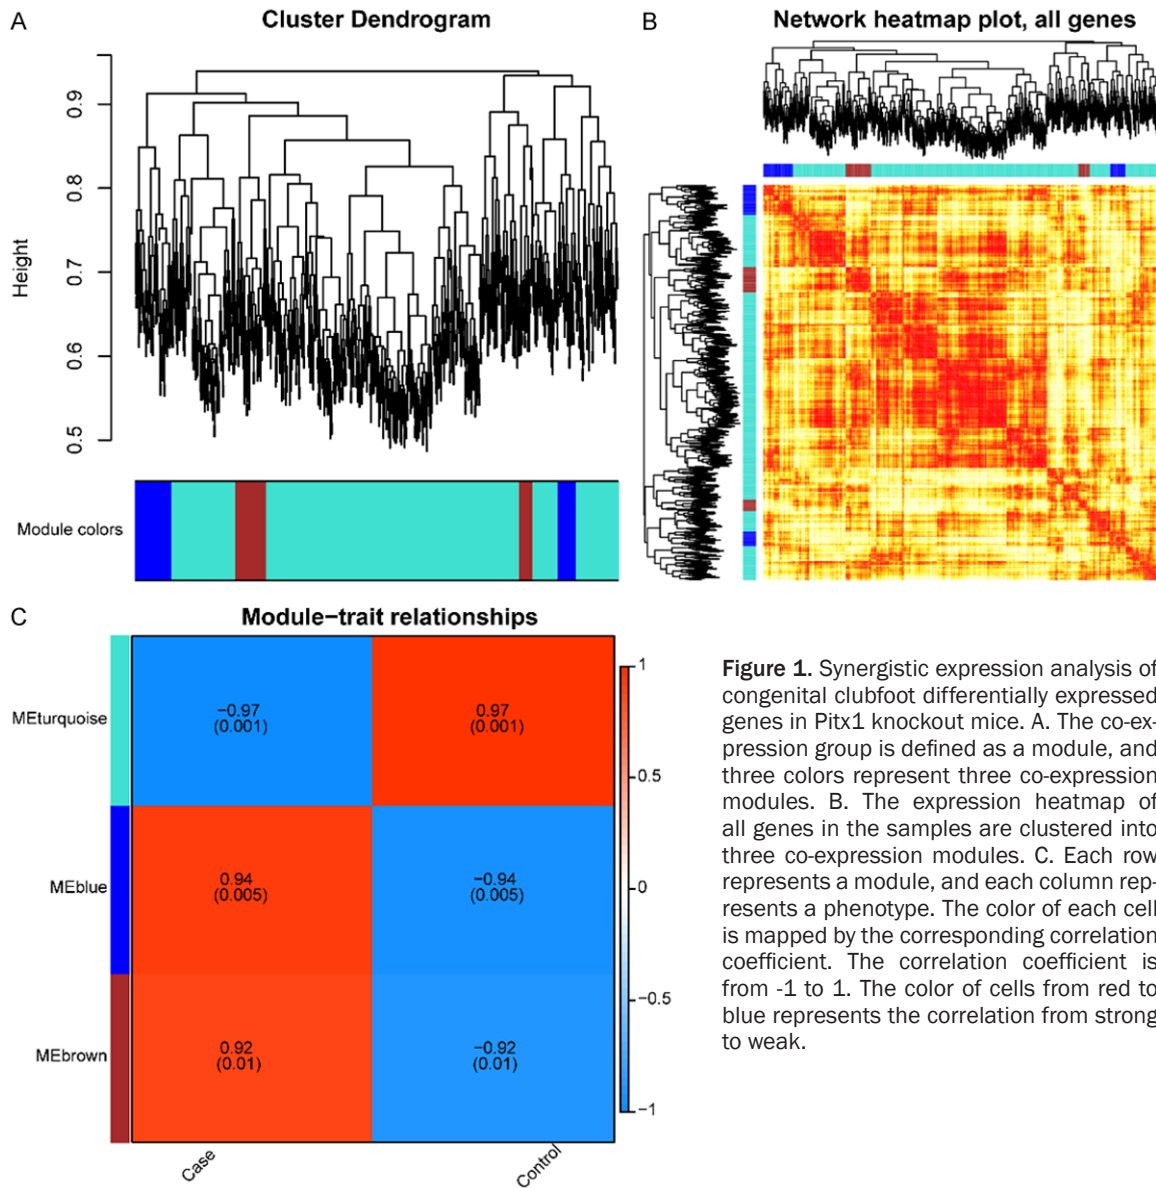 A
Cluster Dendrogram
Height
0.9
0.8
0.7
0.6
0.5
Module colors
B
Network heatmap plot, all genes
C
Module−trait relationships
MEturquoise
−0.97
(0.001)
0.97
(0.001)
MEblue
0.94
(0.005)
−0.94
(0.005)
MEbrown
0.92
(0.01)
−0.92
(0.01)
Case
Control
1
0.5
0
−0.5
−1
Figure 1. Synergistic expression analysis of
congenital clubfoot differentially expressed
genes in Pitx1 knockout mice. A. The co-ex-
pression group is defined as a module, and
three colors represent three co-expression
modules. B. The expression heatmap of
all genes in the samples are clustered into
three co-expression modules. C. Each row
represents a module, and each column rep-
resents a phenotype. The color of each cell
is mapped by the corresponding correlation
coefficient. The correlation coefficient is
from -1 to 1. The color of cells from red to
blue represents the correlation from strong
to weak.